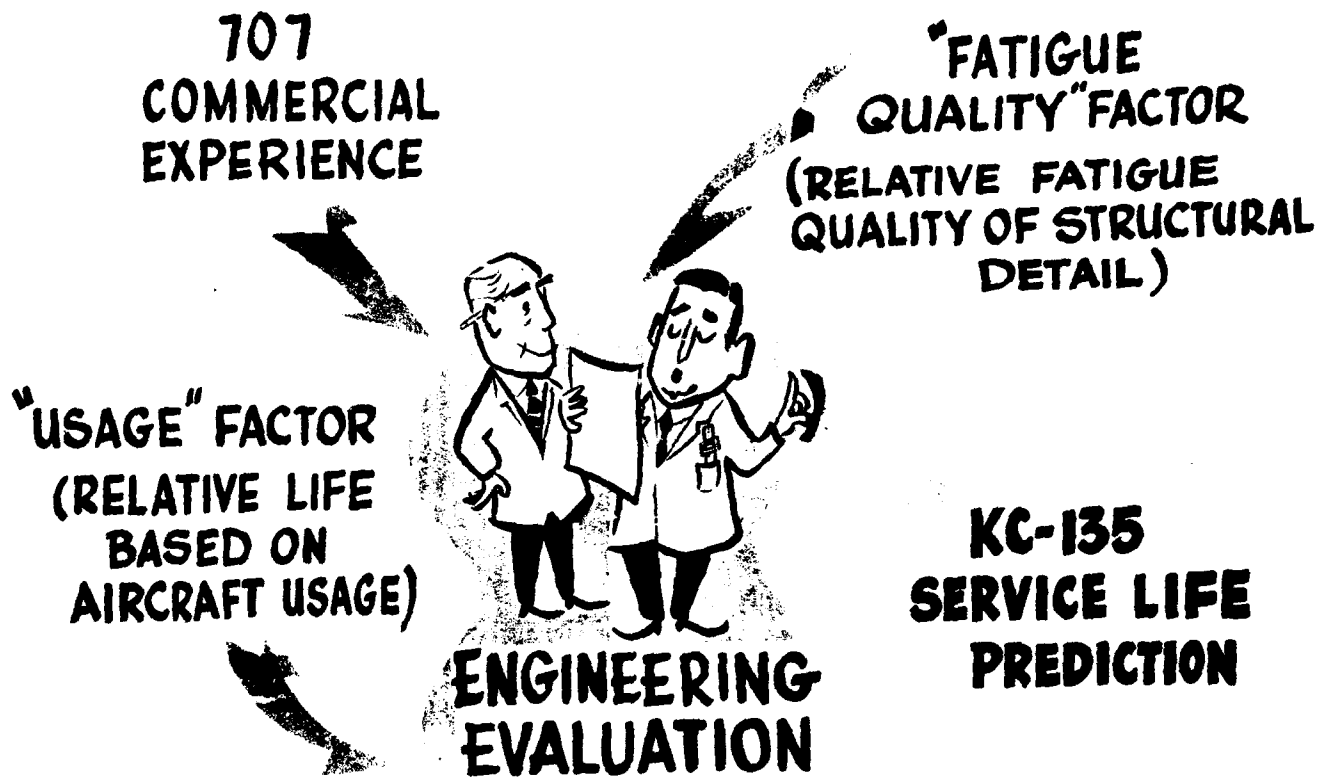 707
COMMERCIAL
EXPERIENCE
"FATIGUE
QUALITY" FACTOR
(RELATIVE FATIGUE
QUALITY OF STRUCTURAL
DETAIL)
"USAGE" FACTOR
(RELATIVE LIFE
BASED ON
AIRCRAFT USAGE)
ENGINEERING
EVALUATION
KC-135
SERVICE LIFE
PREDICTION